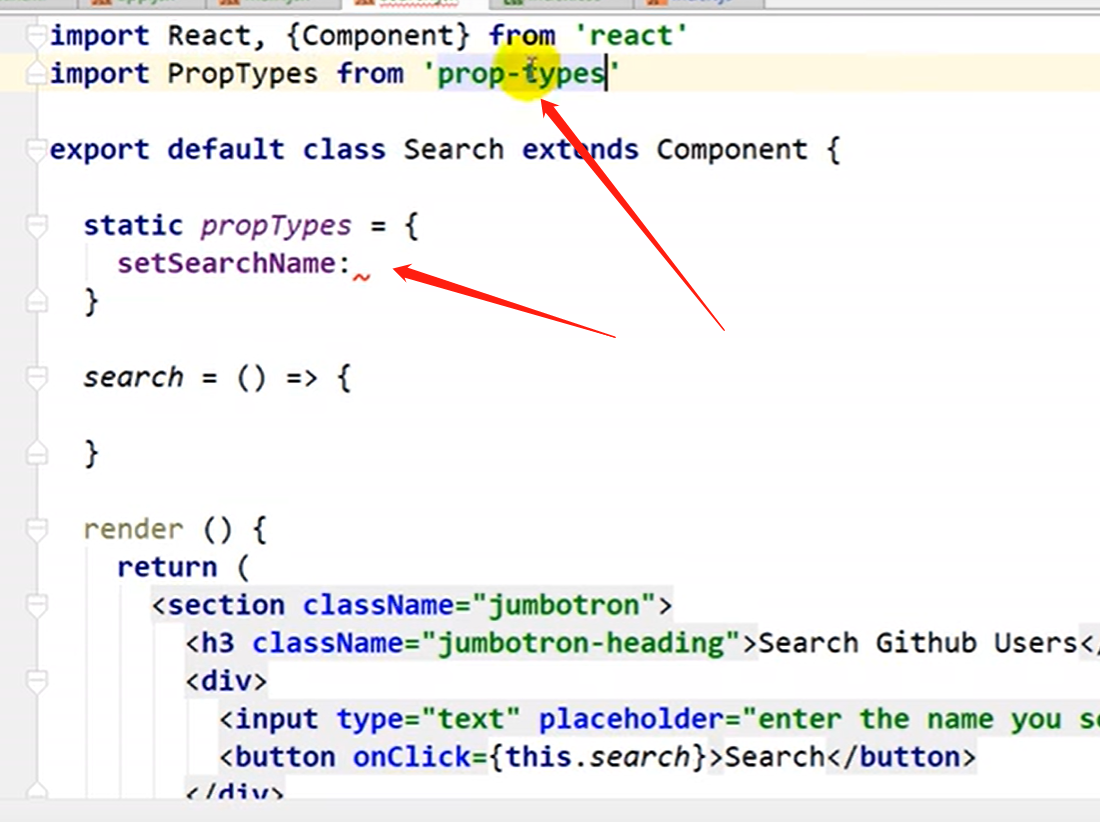 import React, {Component} from 'react'
import PropTypes from 'prop-types'
export default class Search extends Component {
static propTypes = {
setSearchName:
}
search = () => {
}
render () {
return (
<section className="jumbotron">
<h3 className="jumbotron-heading">Search Github Users</
<div>
<input type="text" placeholder="enter the name you
<button onClick={this.search}>Search</button>
</div>